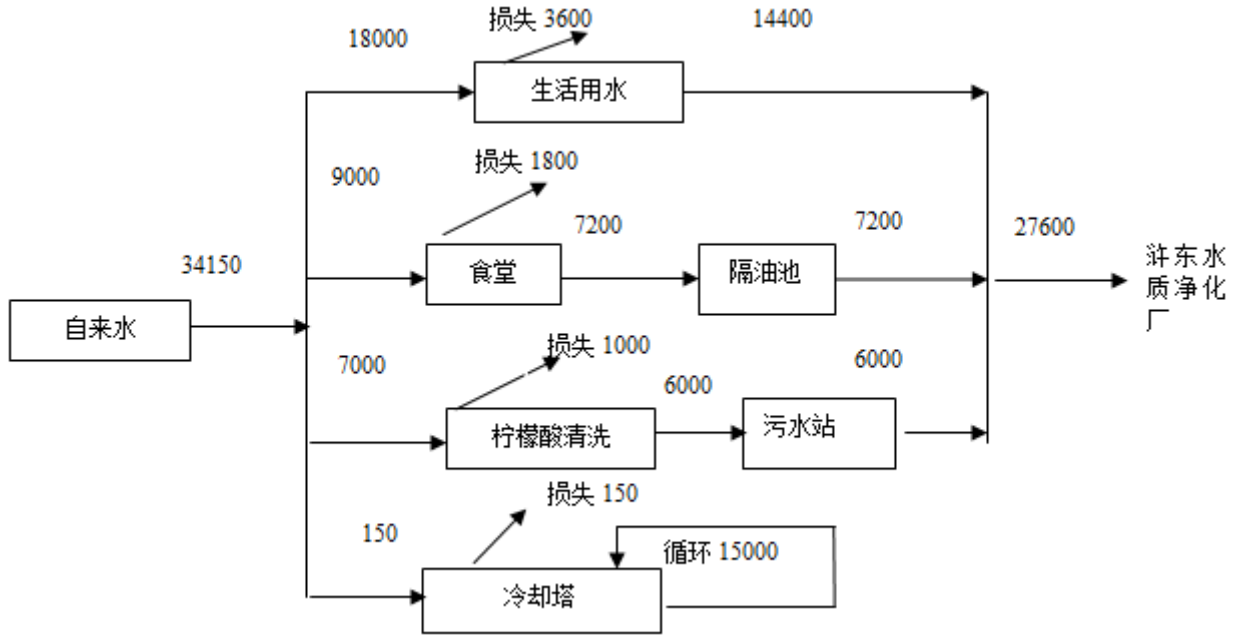 损失 3600
18000
14400
生活用水
损失 1800
9000
7200
7200
27600
食堂
隔油池
34150
浒东水
质净化
厂
自来水
损失 1000
7000
6000
6000
柠檬酸清洗
污水站
损失 150
150
循环 15000
冷却塔